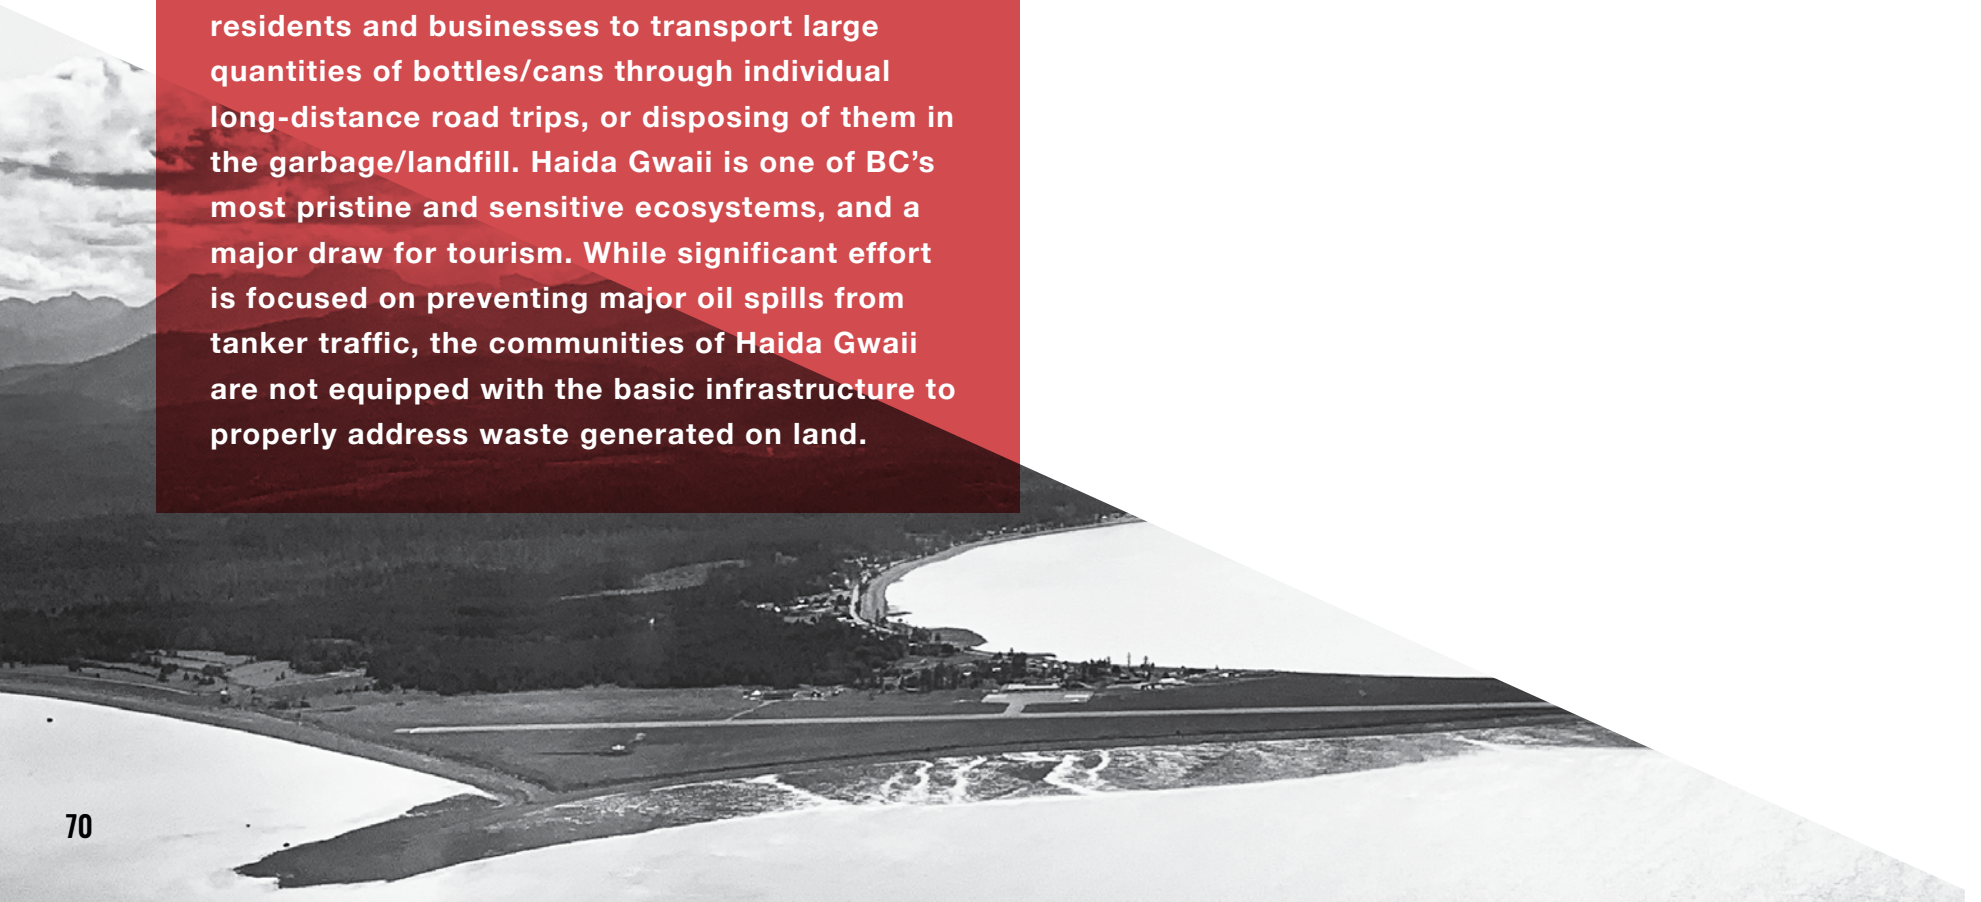 residents and businesses to transport large
quantities of bottles/cans through individual
long-distance road trips, or disposing of them in
the garbage/landfill. Haida Gwaii is one of BC’s
most pristine and sensitive ecosystems, and a
major draw for tourism. While significant effort
is focused on preventing major oil spills from
tanker traffic, the communities of Haida Gwaii
are not equipped with the basic infrastructure to
properly address waste generated on land.
70